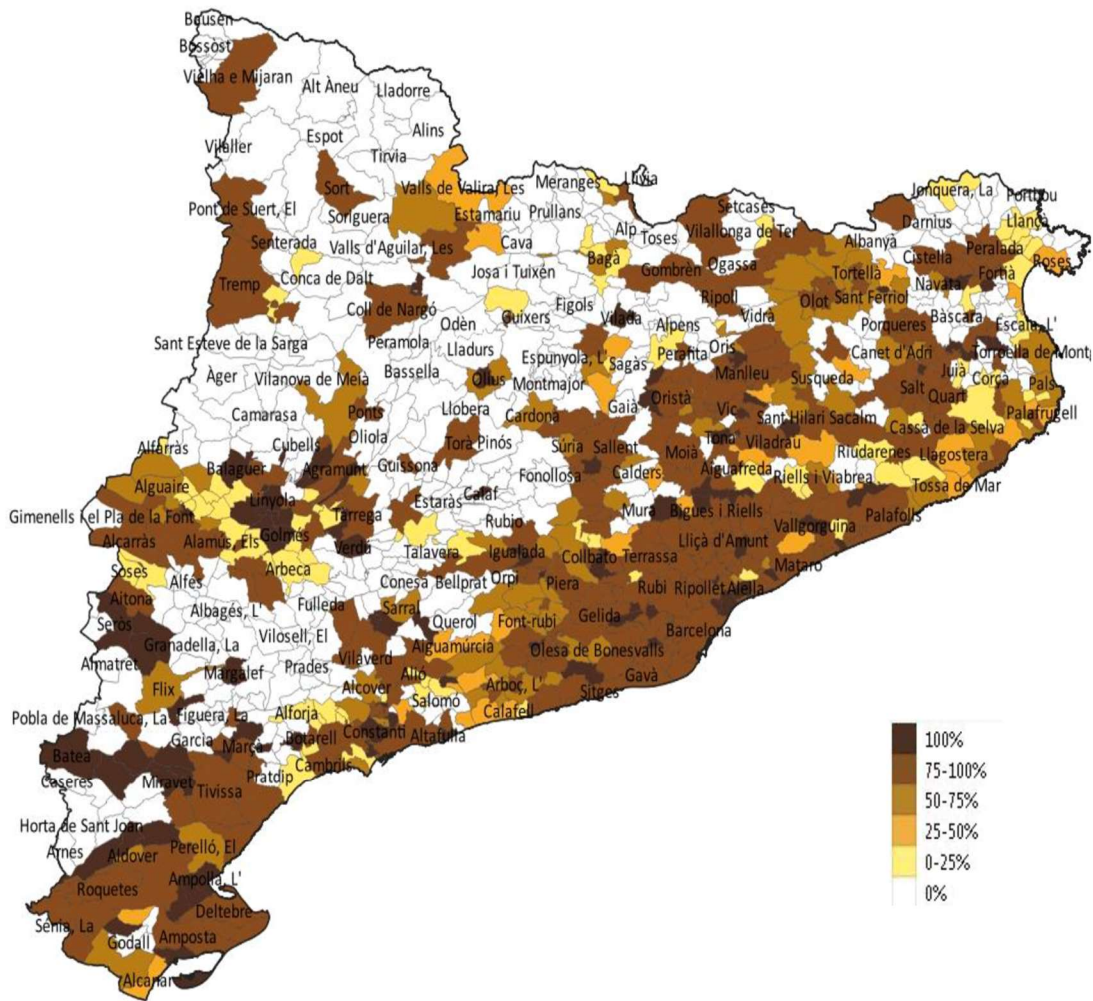 Bausen
Bossòst
Vielha e Mijaran
Alt Àneu
Lladorre
Alins
Espot
Vilaller
Tirvia
Sort
Valls de Valira, Les
Meranges
Llívia
Jonquera, La
Portbou
Pont de Suert, El
Soriguera
Estamariu
Prullans
Setcases
Darnius
Llançà
Senterada
Valls d'Aguilar, Les
Cava
Alp
Toses
Vilallonga de Ter
Albanyà
Cistella
Peralada
Roses
Tremp
Conca de Dalt
Josa i Tuixén
Bagà
Gombrèn
Ogassa
Tortellà
Navata
Fortià
Coll de Nargó
Guixers
Fígols
Vilada
Ripoll
Olot
Sant Ferriol
Bàscara
Escala, L'
Sant Esteve de la Sarga
Peramola
Odèn
Lladurs
Alpens
Vidrà
Porqueres
Espunyola, L'
Sagàs
Perafita
Orís
Canet d'Adri
Torroella de Mont
Àger
Vilanova de Meià
Bassella
Olius
Montmajor
Manlleu
Susqueda
Salt
Juià
Corçà
Pals
Camarasa
Ponts
Llobera
Cardona
Gaià
Oristà
Vic
Sant Hilari Sacalm
Quart
Palafrugell
Alfarràs
Cubells
Oliola
Torà
Pinós
Súria
Sallent
Moià
Tona
Viladrau
Cassà de la Selva
Balaguer
Agramunt
Guissona
Fonollosa
Calders
Aiguafreda
Riudarenes
Llagostera
Alguaire
Linyola
Estaràs
Calaf
Riells i Viabrea
Tossa de Mar
Gimenells i el Pla de la Font
Golmés
Tàrrega
Rubio
Mura
Bigues i Riells
Palafolls
Alcarràs
Alamús, Els
Verdú
Talavera
Igualada
Collbato
Terrassa
Lliçà d'Amunt
Vallgorguina
Soses
Alfés
Arbeca
Conesa
Bellprat
Orpí
Piera
Rubi
Ripollet
Alella
Mataro
Aitona
Albagés, L'
Fulleda
Sarral
Querol
Font-rubi
Gelida
Barcelona
Seròs
Granadella, La
Vilosell, El
Vilaverd
Aiguamúrcia
Olesa de Bonesvalls
Almatret
Margalef
Prades
Alió
Gavà
Flix
Alcover
Salomó
Arboç, L'
Sitges
Pobla de Massaluca, La
Figuera, La
Alforja
Calafell
Garcia
Marçà
Botarell
Constantí
Altafulla
Batea
Pratdip
Cambrils
Caseres
Miravet
Tivissa
Horta de Sant Joan
Arnes
Aldover
Perelló, El
Roquetes
Ampolla, L'
Deltebre
Sénia, La
Godall
Amposta
Alcanar
100%
75-100%
50-75%
25-50%
0-25%
0%